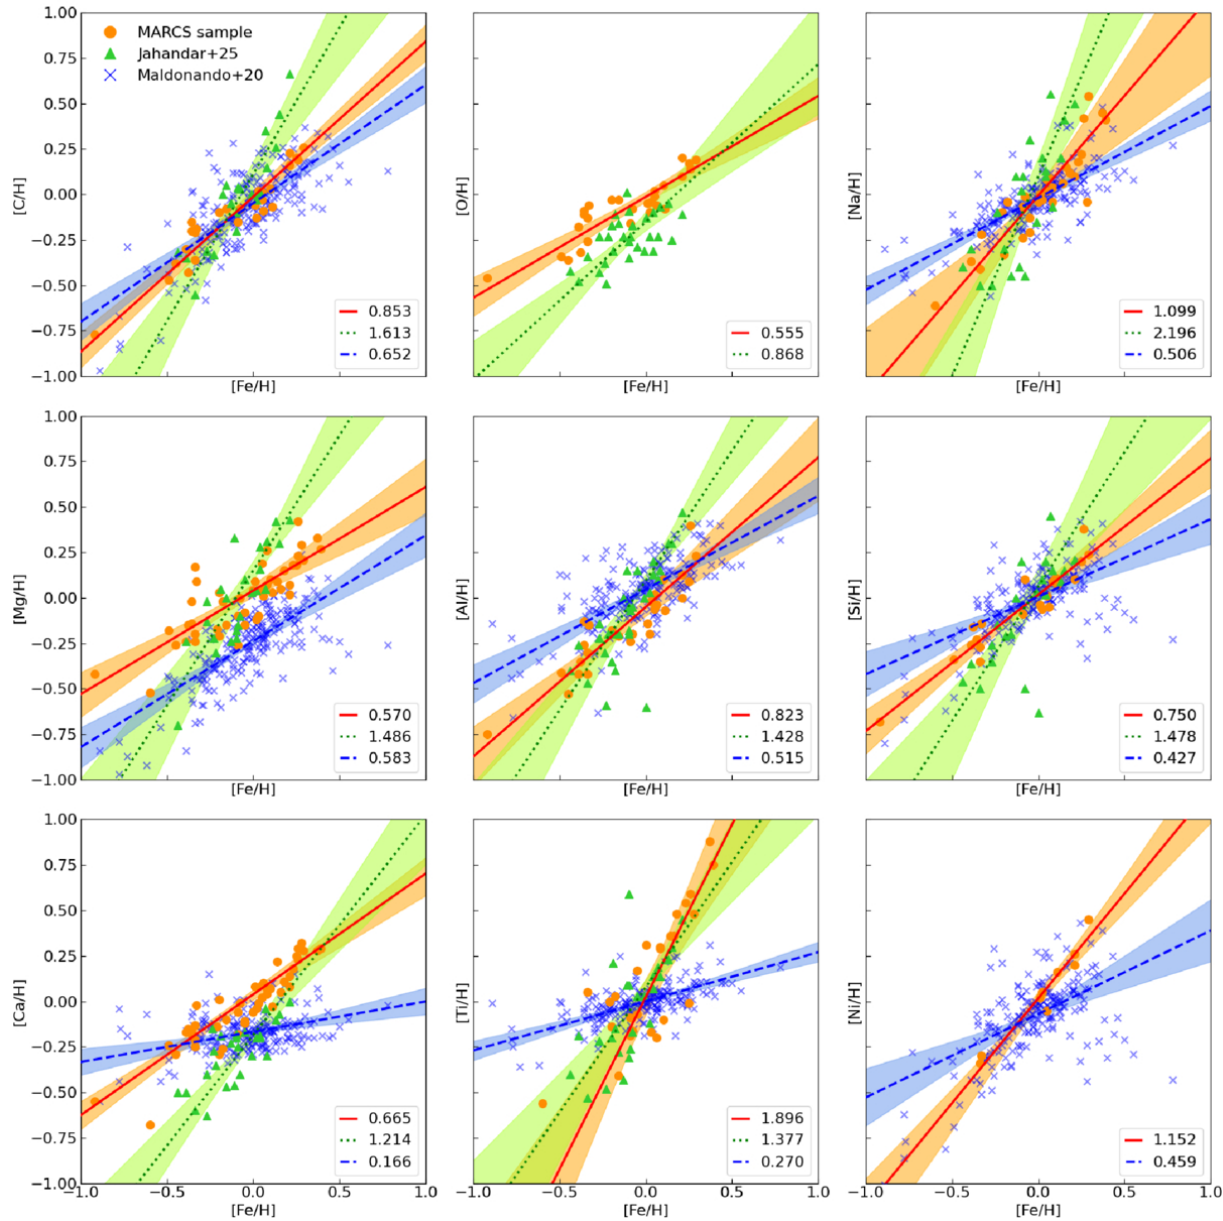 1.00
0.75
0.50
0.25
0.00
−0.25
−0.50
−0.75
−1.00
[C/H]
MARCS sample
Jahandar+25
Maldonando+20
0.853
1.613
0.652
[Fe/H]
[O/H]
0.555
0.868
[Fe/H]
[Na/H]
1.099
2.196
0.506
[Fe/H]
1.00
0.75
0.50
0.25
0.00
−0.25
−0.50
−0.75
−1.00
[Mg/H]
0.570
1.486
0.583
[Fe/H]
[Al/H]
0.823
1.428
0.515
[Fe/H]
[Si/H]
0.750
1.478
0.427
[Fe/H]
1.00
0.75
0.50
0.25
0.00
−0.25
−0.50
−0.75
−1.00
[Ca/H]
0.665
1.214
0.166
−1.0 −0.5 0.0 0.5 1.0
[Fe/H]
[Ti/H]
1.896
1.377
0.270
−1.0 −0.5 0.0 0.5 1.0
[Fe/H]
[Ni/H]
1.152
0.459
−1.0 −0.5 0.0 0.5 1.0
[Fe/H]